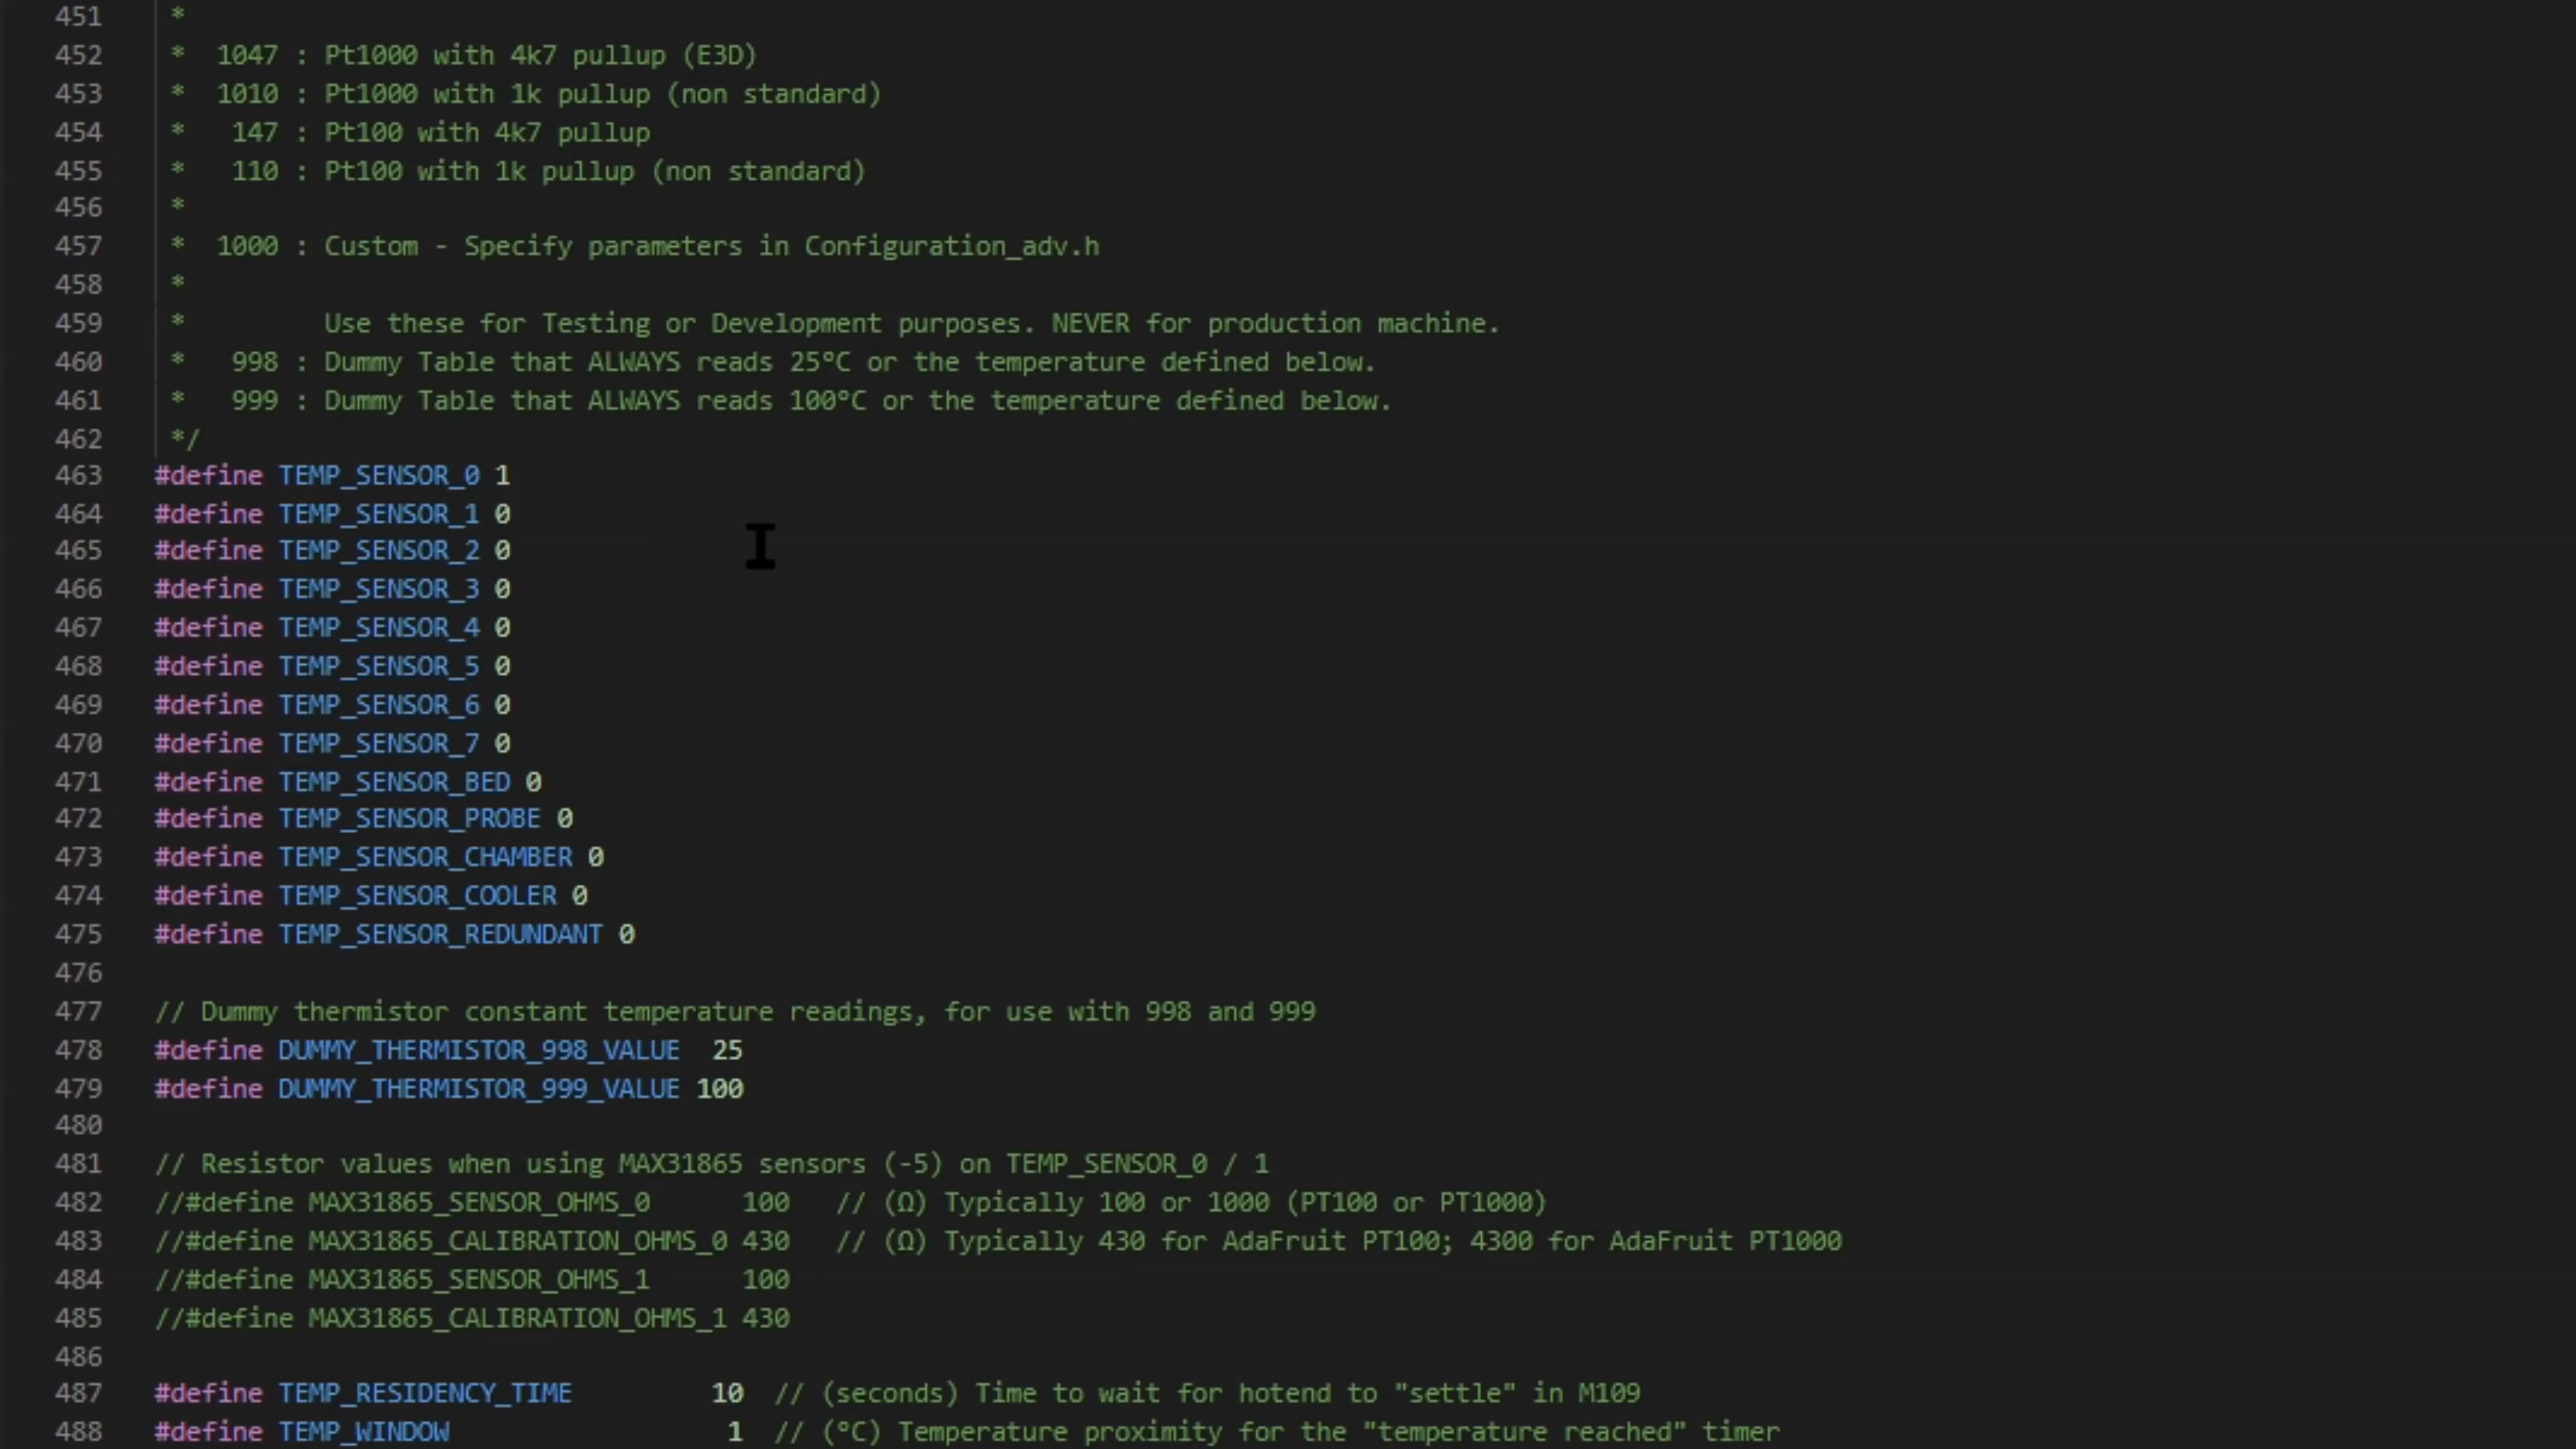 451 *
452 * 1047 : Pt1000 with 4k7 pullup (E3D)
453 * 1010 : Pt1000 with 1k pullup (non standard)
454 * 147 : Pt100 with 4k7 pullup
455 * 110 : Pt100 with 1k pullup (non standard)
456 *
457 * 1000 : Custom - Specify parameters in Configuration_adv.h
458 *
459 * Use these for Testing or Development purposes. NEVER for production machine.
460 * 998 : Dummy Table that ALWAYS reads 25°C or the temperature defined below.
461 * 999 : Dummy Table that ALWAYS reads 100°C or the temperature defined below.
462 */
463 #define TEMP_SENSOR_0 1
464 #define TEMP_SENSOR_1 0
465 #define TEMP_SENSOR_2 0
466 #define TEMP_SENSOR_3 0
467 #define TEMP_SENSOR_4 0
468 #define TEMP_SENSOR_5 0
469 #define TEMP_SENSOR_6 0
470 #define TEMP_SENSOR_7 0
471 #define TEMP_SENSOR_BED 0
472 #define TEMP_SENSOR_PROBE 0
473 #define TEMP_SENSOR_CHAMBER 0
474 #define TEMP_SENSOR_COOLER 0
475 #define TEMP_SENSOR_REDUNDANT 0
476
477 // Dummy thermistor constant temperature readings, for use with 998 and 999
478 #define DUMMY_THERMISTOR_998_VALUE 25
479 #define DUMMY_THERMISTOR_999_VALUE 100
480
481 // Resistor values when using MAX31865 sensors (-5) on TEMP_SENSOR_0 / 1
482 //#define MAX31865_SENSOR_OHMS_0 100 // (Ω) Typically 100 or 1000 (PT100 or PT1000)
483 //#define MAX31865_CALIBRATION_OHMS_0 430 // (Ω) Typically 430 for AdaFruit PT100; 4300 for AdaFruit PT1000
484 //#define MAX31865_SENSOR_OHMS_1 100
485 //#define MAX31865_CALIBRATION_OHMS_1 430
486
487 #define TEMP_RESIDENCY_TIME 10 // (seconds) Time to wait for hotend to "settle" in M109
488 #define TEMP_WINDOW 1 // (°C) Temperature proximity for the "temperature reached" timer